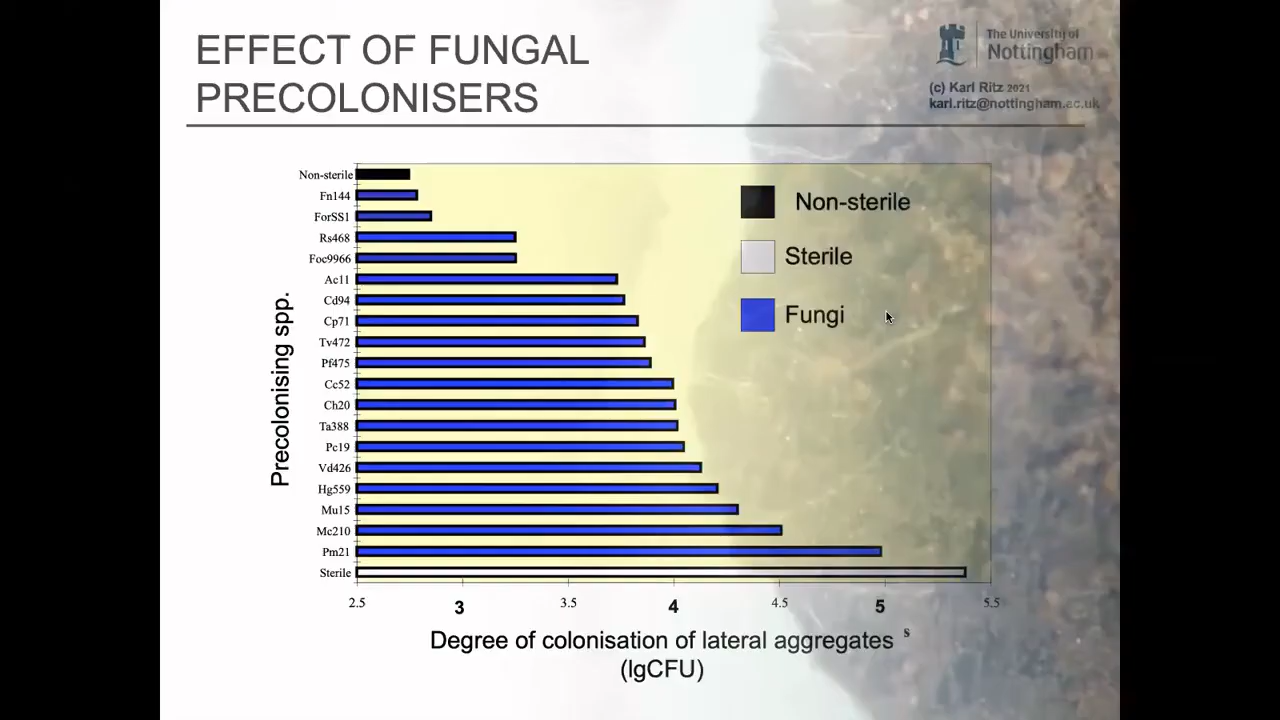 EFFECT OF FUNGAL
PRECOLONISERS
The University of
Nottingham
(c) Karl Ritz 2021
karl.ritz@nottingham.ac.uk
Non-sterile
Fn144
ForSS1
Rs468
Foc9966
Ac11
Cd94
Cp71
Tv472
Pf475
Cc52
Ch20
Ta388
Pc19
Vd426
Hg559
Mu15
Mc210
Pm21
Sterile
Precolonising spp.
Non-sterile
Sterile
Fungi
2.5 3 3.5 4 4.5 5 5.5
Degree of colonisation of lateral aggregates s
(lgCFU)